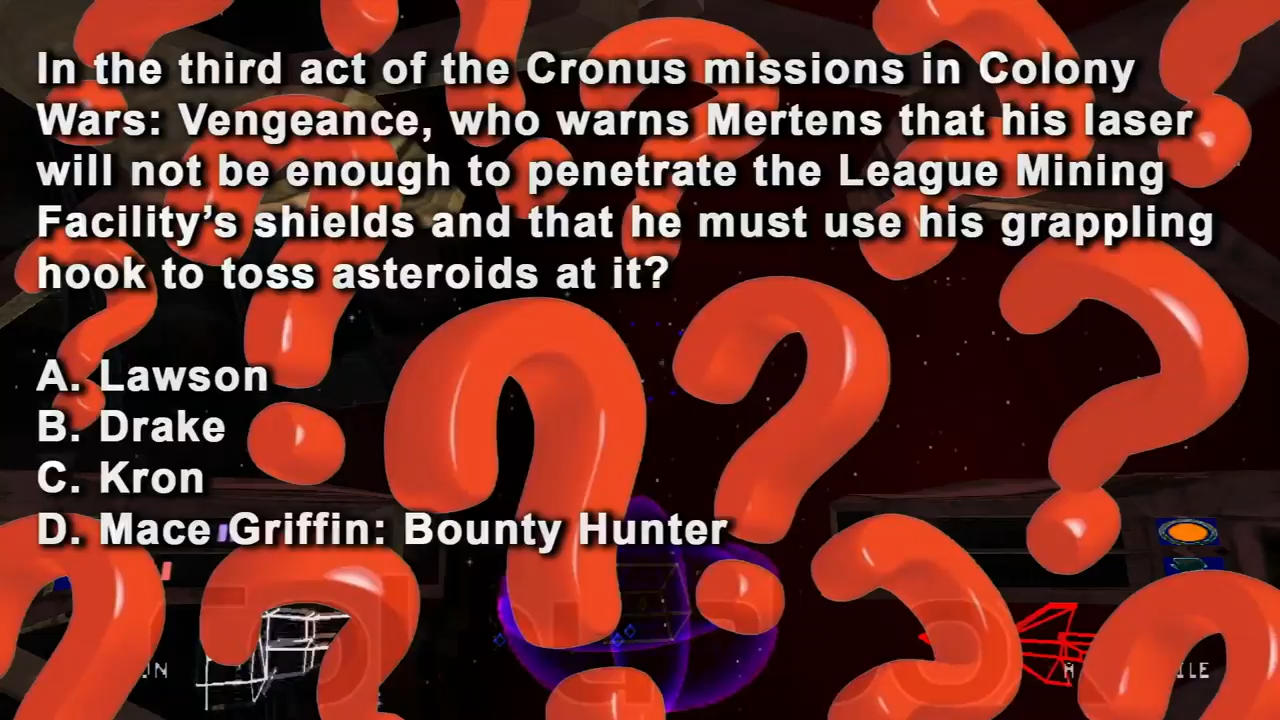 In the third act of the Cronus missions in Colony
Wars: Vengeance, who warns Mertens that his laser
will not be enough to penetrate the League Mining
Facility’s shields and that he must use his grappling
hook to toss asteroids at it?
A. Lawson
B. Drake
C. Kron
D. Mace Griffin: Bounty Hunter